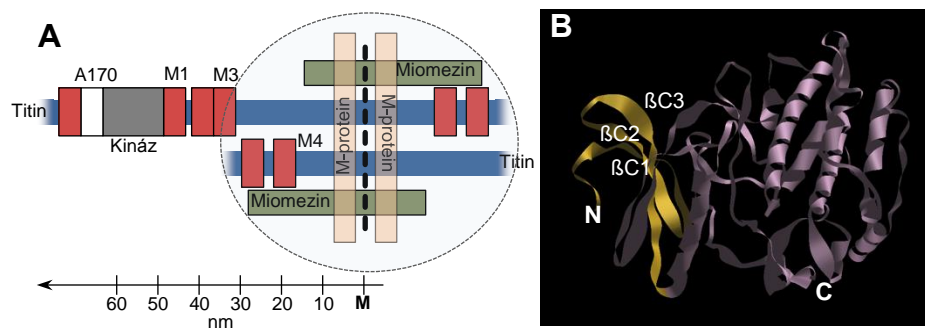 A
A170
M1
M3
Titin
Kináz
Miomezin
M-protein
M-protein
M4
Titin
Miomezin
60 50 40 30 20 10 M
nm
B
ßC3
ßC2
ßC1
N
C